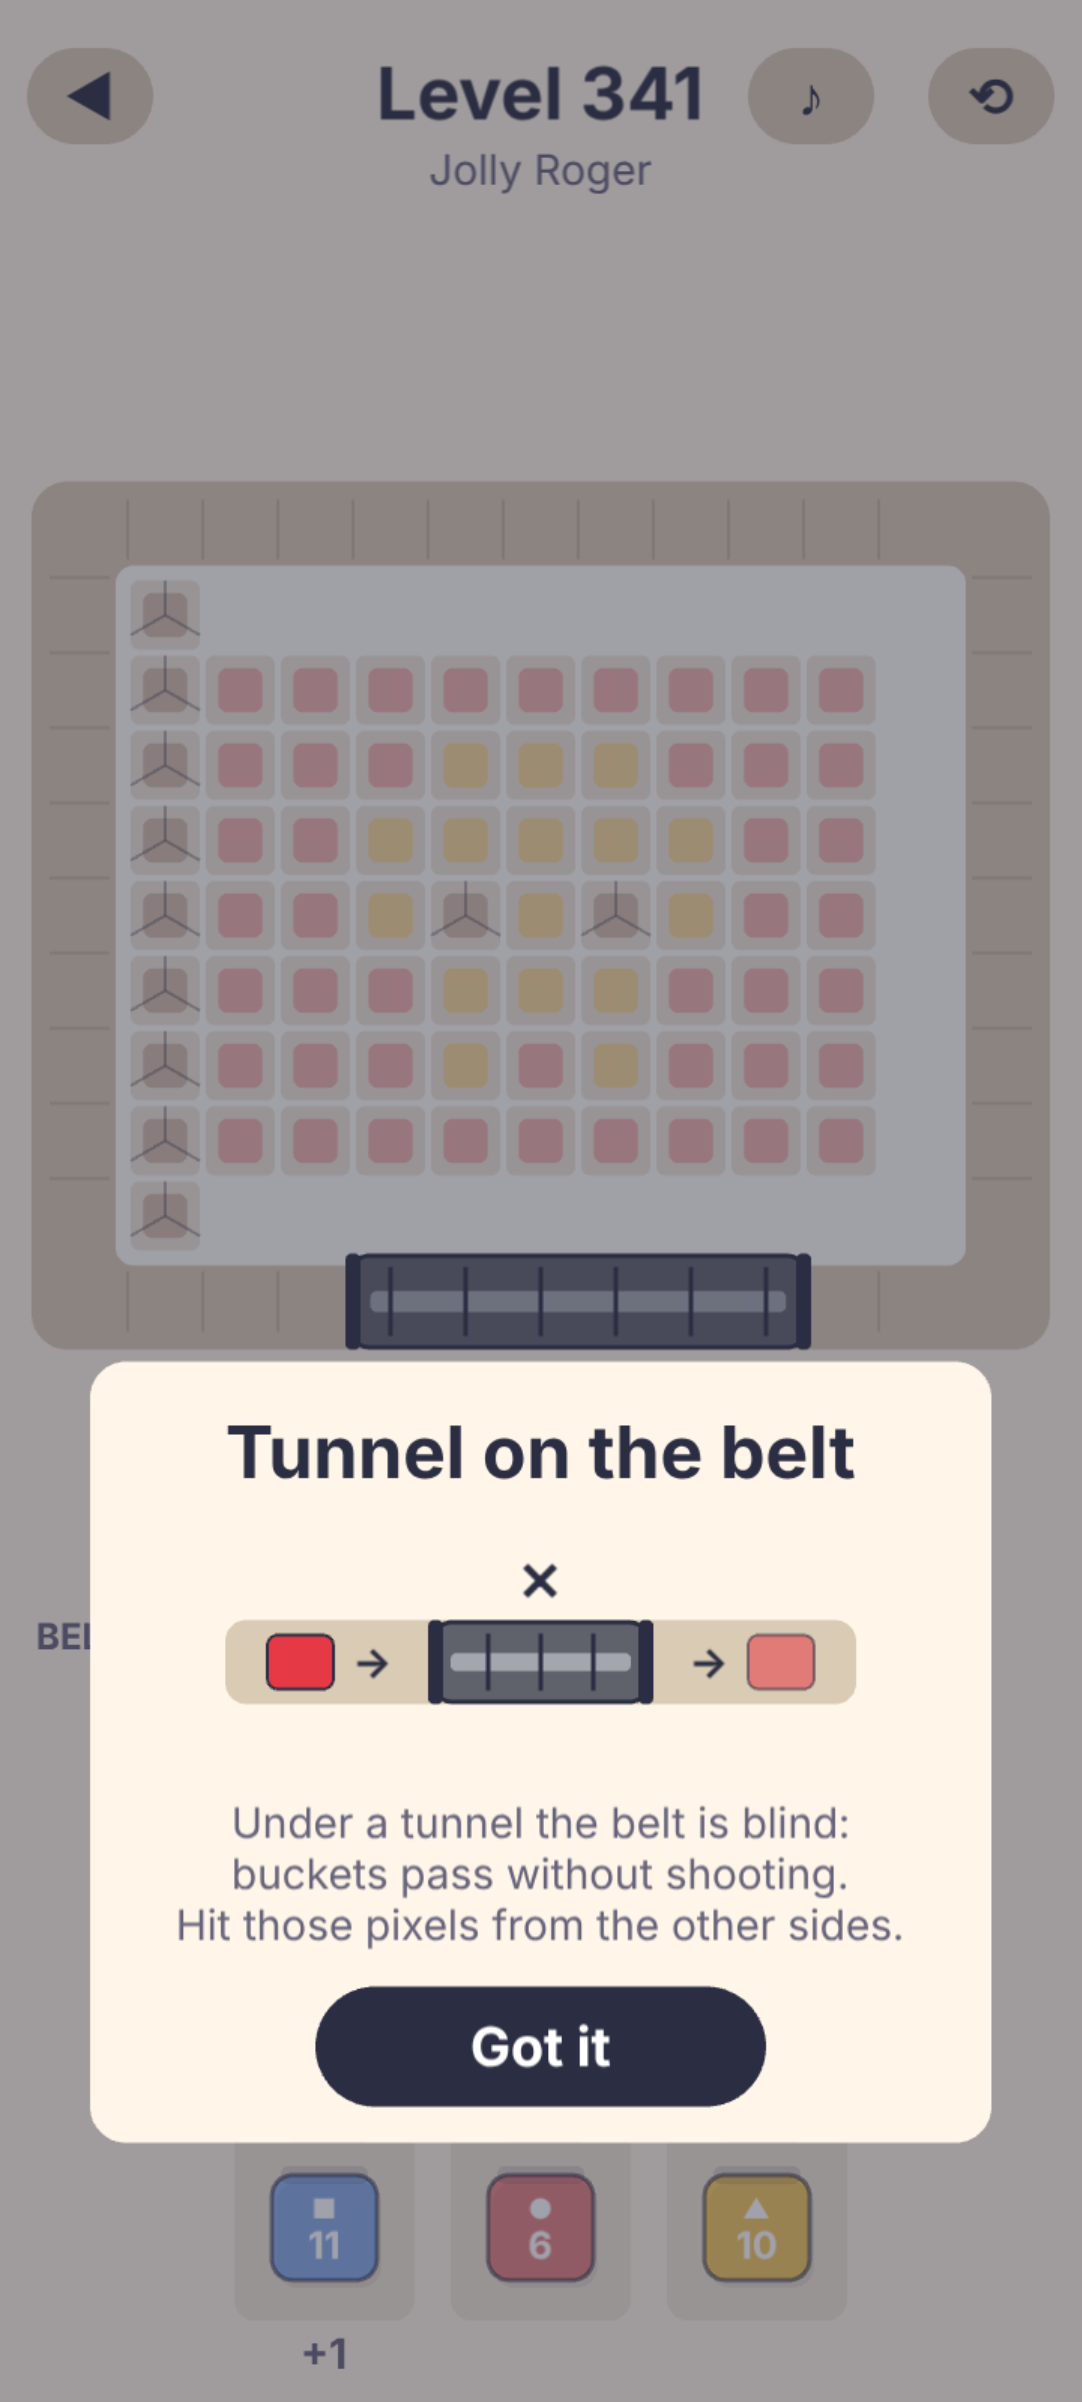 Level 341
Jolly Roger
Tunnel on the belt
Under a tunnel the belt is blind:
buckets pass without shooting.
Hit those pixels from the other sides.
Got it
11
6
10
+1